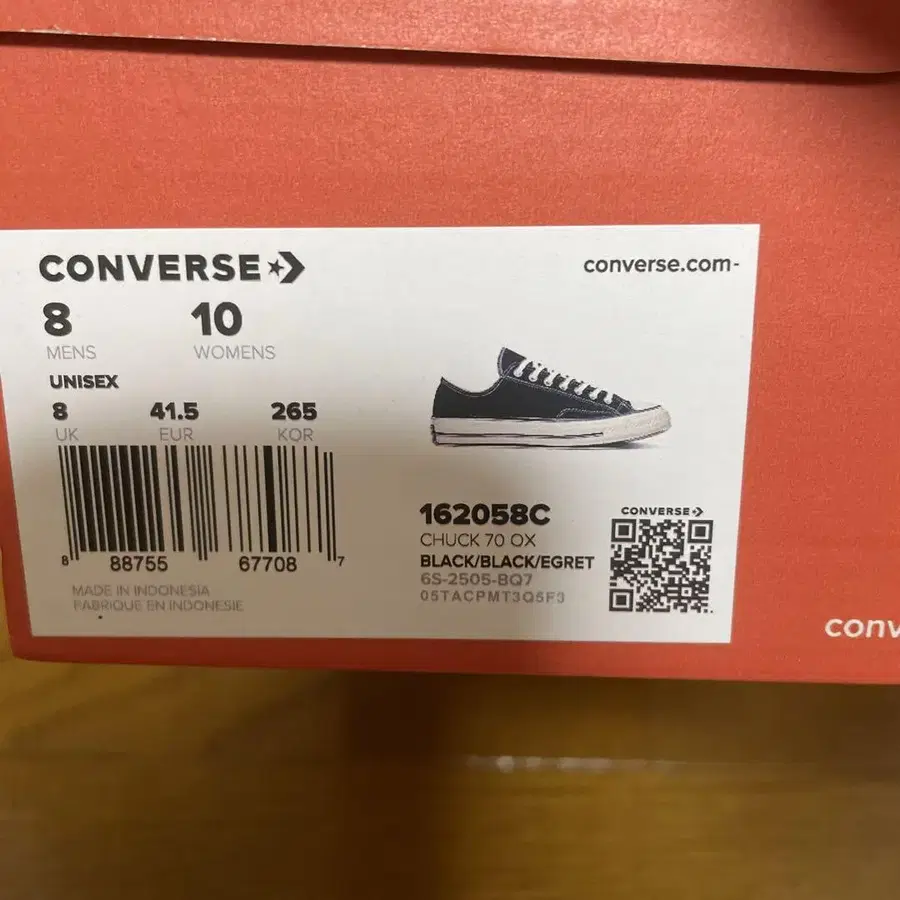 CONVERSE
converse.com-
8 10
MENS WOMENS
UNISEX
8 41.5 265
UK EUR KOR
8 88755 67708 7
MADE IN INDONESIA
FABRIQUE EN INDONESIE
162058C
CHUCK 70 OX
BLACK/BLACK/EGRET
6S-2505-BQ7
CONVERSE
conv